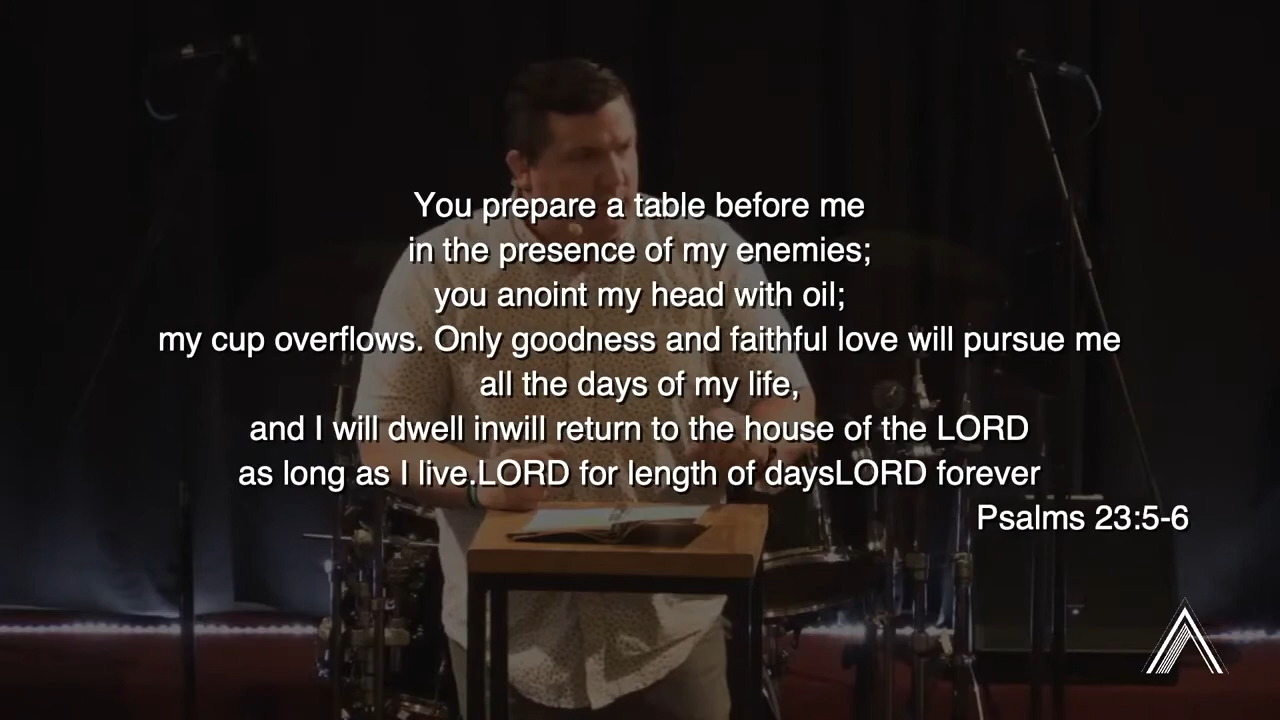 You prepare a table before me
in the presence of my enemies;
you anoint my head with oil;
my cup overflows. Only goodness and faithful love will pursue me
all the days of my life,
and I will dwell inwill return to the house of the LORD
as long as I live.LORD for length of daysLORD forever
Psalms 23:5-6